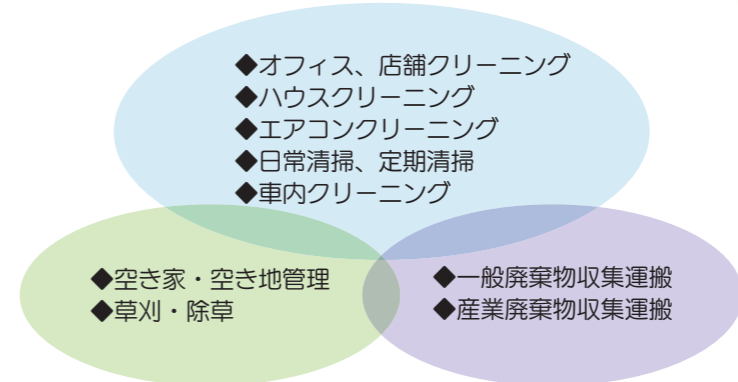 ◆オフィス、店舗クリーニング
◆ハウスクリーニング
◆エアコンクリーニング
◆日常清掃、定期清掃
◆車内クリーニング
◆空き家・空き地管理
◆草刈・除草
◆一般廃棄物収集運搬
◆産業廃棄物収集運搬